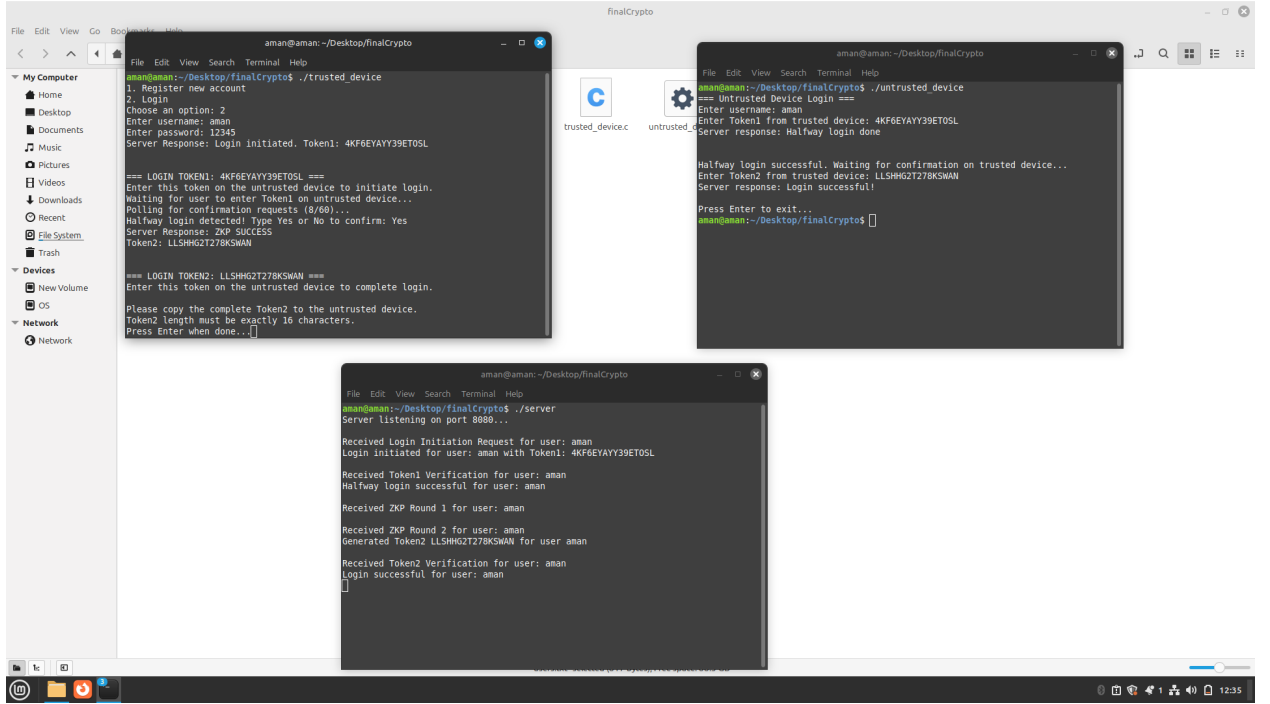 finalCrypto
File Edit View Go Bookmarks Help
My Computer
Home
Desktop
Documents
Music
Pictures
Videos
Downloads
Recent
File System
Trash
Devices
New Volume
OS
Network
Network
aman@aman: ~/Desktop/finalCrypto
File Edit View Search Terminal Help
aman@aman:~/Desktop/finalCrypto$ ./trusted_device
1. Register new account
2. Login
Choose an option: 2
Enter username: aman
Enter password: 12345
Server Response: Login initiated. Token1: 4KF6EYAYY39ETOSL
=== LOGIN TOKEN1: 4KF6EYAYY39ETOSL ===
Enter this token on the untrusted device to initiate login.
Waiting for user to enter Token1 on untrusted device...
Polling for confirmation requests (8/60)...
Halfway login detected! Type Yes or No to confirm: Yes
Server Response: ZKP SUCCESS
Token2: LLSHHG2T278KSWAN
=== LOGIN TOKEN2: LLSHHG2T278KSWAN ===
Enter this token on the untrusted device to complete login.
Please copy the complete Token2 to the untrusted device.
Token2 length must be exactly 16 characters.
Press Enter when done...
trusted_device.c
untrusted_d
aman@aman: ~/Desktop/finalCrypto
File Edit View Search Terminal Help
aman@aman:~/Desktop/finalCrypto$ ./untrusted_device
=== Untrusted Device Login ===
Enter username: aman
Enter Token1 from trusted device: 4KF6EYAYY39ETOSL
Server response: Halfway login done
Halfway login successful. Waiting for confirmation on trusted device...
Enter Token2 from trusted device: LLSHHG2T278KSWAN
Server response: Login successful!
Press Enter to exit...
aman@aman:~/Desktop/finalCrypto$
aman@aman: ~/Desktop/finalCrypto
File Edit View Search Terminal Help
aman@aman:~/Desktop/finalCrypto$ ./server
Server listening on port 8080...
Received Login Initiation Request for user: aman
Login initiated for user: aman with Token1: 4KF6EYAYY39ETOSL
Received Token1 Verification for user: aman
Halfway login successful for user: aman
Received ZKP Round 1 for user: aman
Received ZKP Round 2 for user: aman
Generated Token2 LLSHHG2T278KSWAN for user aman
Received Token2 Verification for user: aman
Login successful for user: aman
3
1
12:35